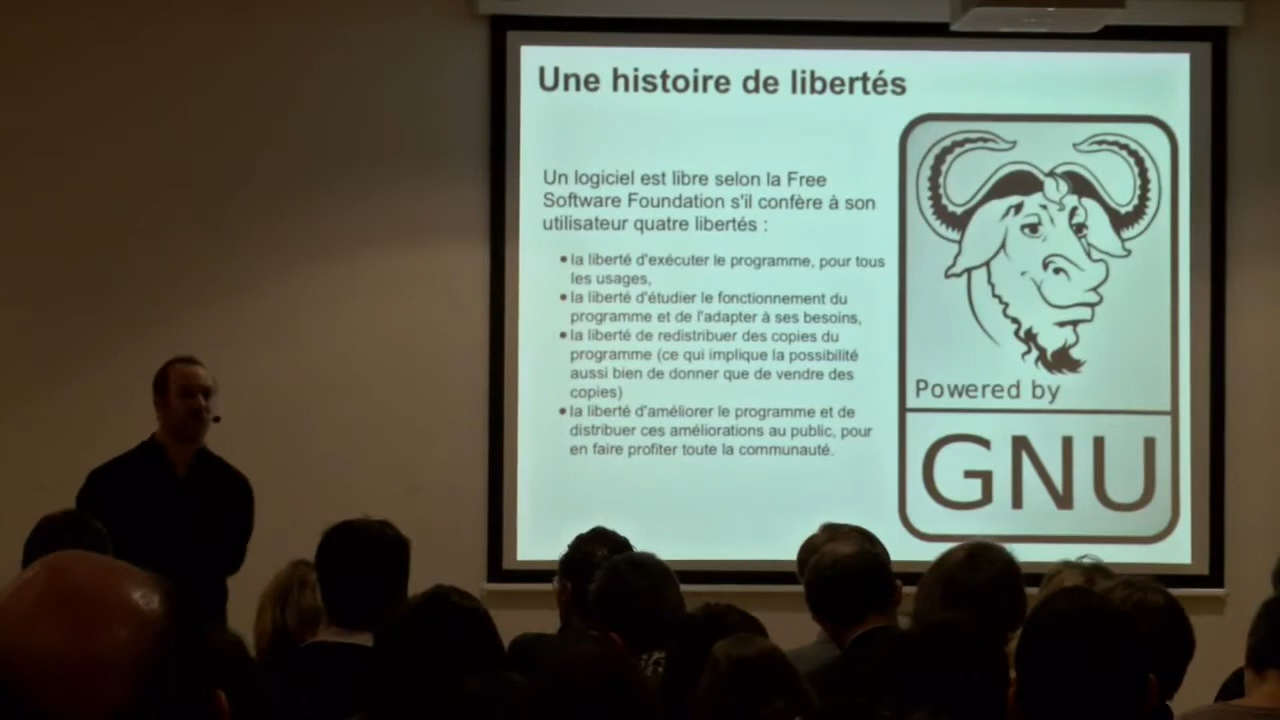 Une histoire de libertés
Un logiciel est libre selon la Free
Software Foundation s'il confère à son
utilisateur quatre libertés :
• la liberté d'exécuter le programme, pour tous
les usages,
• la liberté d'étudier le fonctionnement du
programme et de l'adapter à ses besoins,
• la liberté de redistribuer des copies du
programme (ce qui implique la possibilité
aussi bien de donner que de vendre des
copies)
• la liberté d'améliorer le programme et de
distribuer ces améliorations au public, pour
en faire profiter toute la communauté.
Powered by
GNU